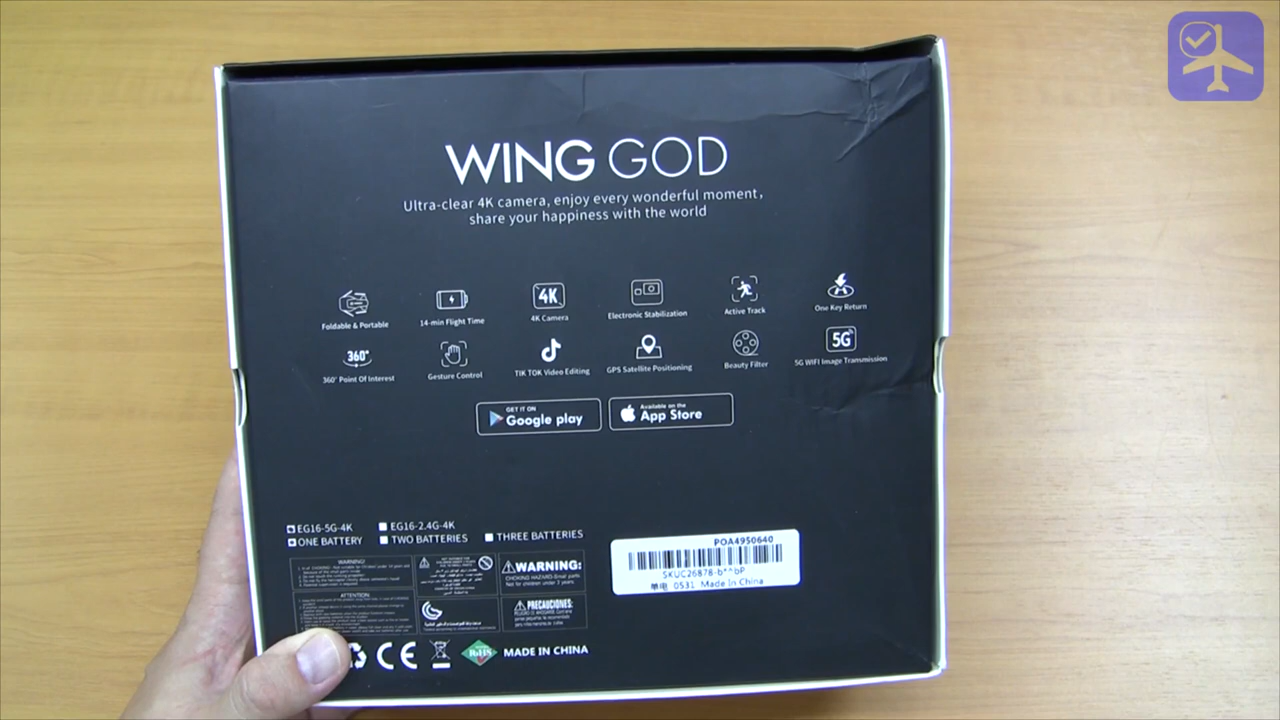 WING GOD
Ultra-clear 4K camera, enjoy every wonderful moment,
share your happiness with the world
4K
Foldable & Portable
14-min Flight Time
4K Camera
Electronic Stabilization
Active Track
One Key Return
360°
5G
360° Point Of Interest
Gesture Control
TIK TOK Video Editing
GPS Satellite Positioning
Beauty Filter
5G WIFI Image Transmission
GET IT ON
Google play
Available on the
App Store
EG16-5G-4K
EG16-2.4G-4K
ONE BATTERY
TWO BATTERIES
THREE BATTERIES
POA4950640
SKUC26878-b**bP
单电 0531 Made In China
WARNING!
ATTENTION
WARNING:
CHOKING HAZARD-Small parts
Not for children under 3 years
PRECAUCIONES:
CE
RoHS
MADE IN CHINA